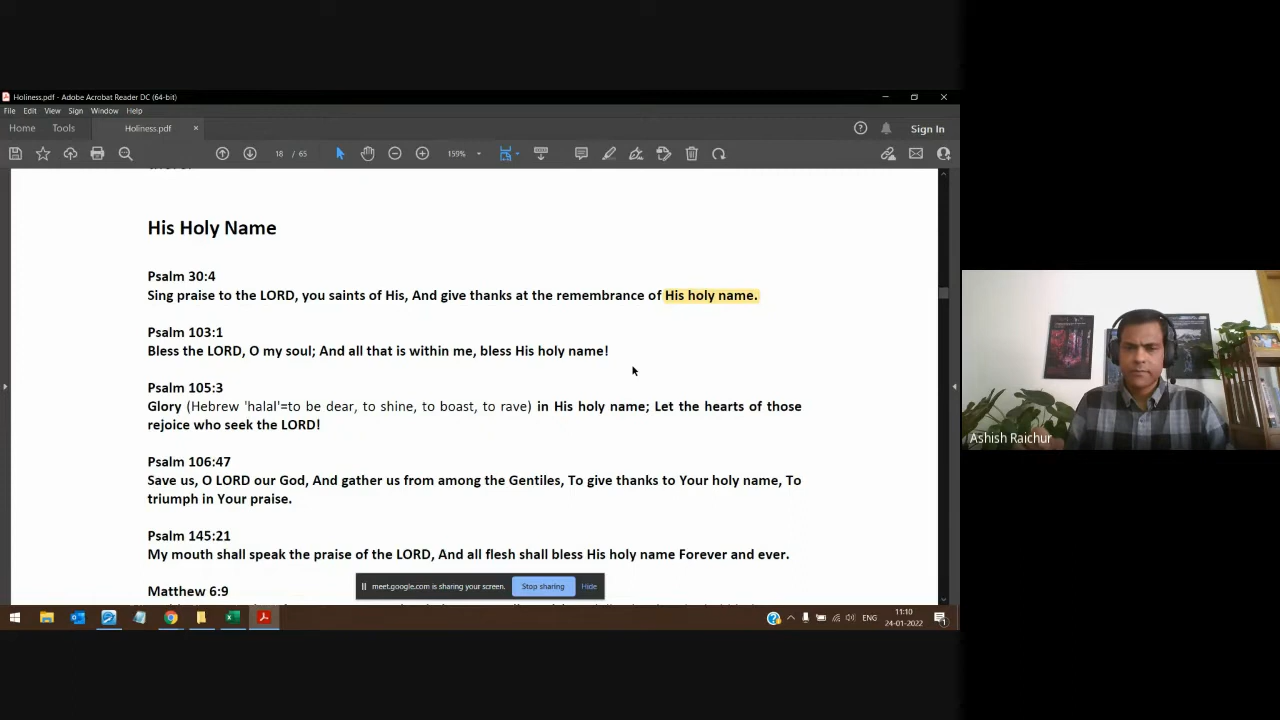 Holiness.pdf - Adobe Acrobat Reader DC (64-bit)
File Edit View Sign Window Help
Home Tools Holiness.pdf × Sign In
18 / 65 159%
His Holy Name
Psalm 30:4
Sing praise to the LORD, you saints of His, And give thanks at the remembrance of His holy name.
Psalm 103:1
Bless the LORD, O my soul; And all that is within me, bless His holy name!
Psalm 105:3
Glory (Hebrew 'halal'=to be dear, to shine, to boast, to rave) in His holy name; Let the hearts of those
rejoice who seek the LORD!
Psalm 106:47
Save us, O LORD our God, And gather us from among the Gentiles, To give thanks to Your holy name, To
triumph in Your praise.
Psalm 145:21
My mouth shall speak the praise of the LORD, And all flesh shall bless His holy name Forever and ever.
Matthew 6:9
meet.google.com is sharing your screen. Stop sharing Hide
ENG
11:10
24-01-2022
Ashish Raichur